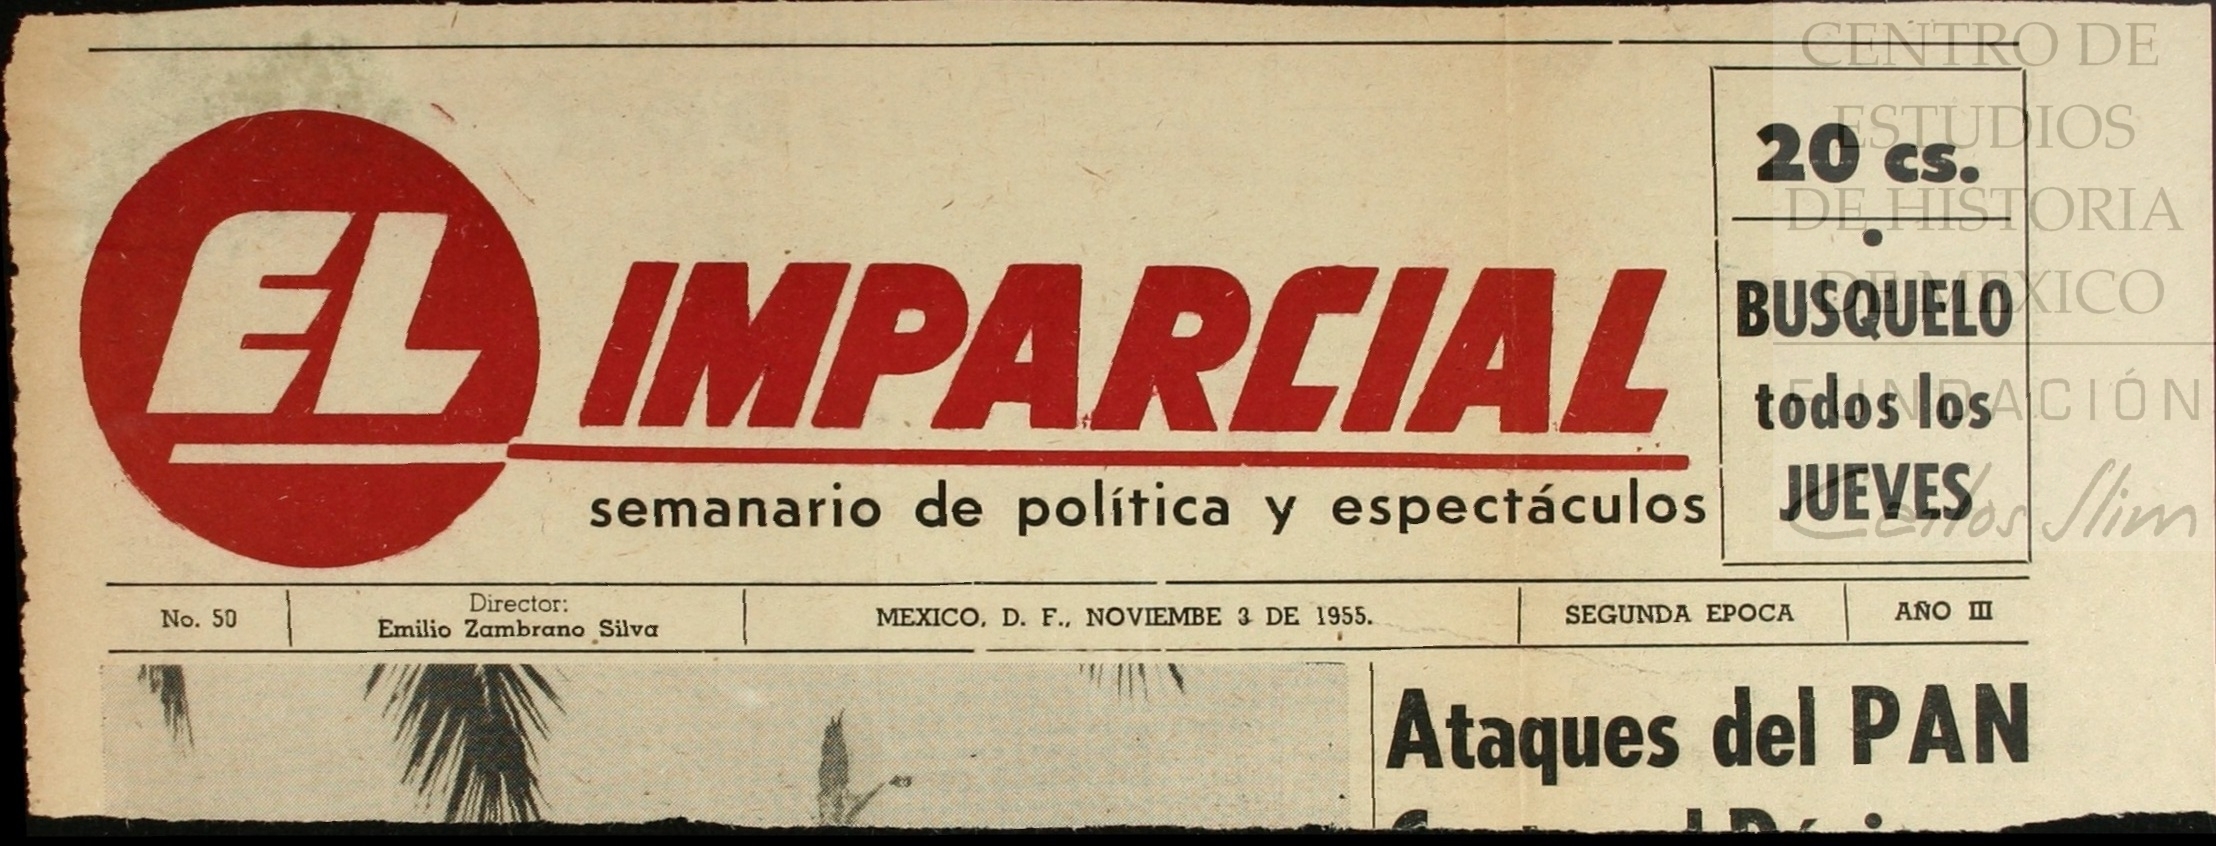 EL IMPARCIAL
semanario de política y espectáculos
20 cs.
BUSQUELO
todos los
JUEVES
No. 50
Director:
Emilio Zambrano Silva
MEXICO, D. F., NOVIEMBE 3 DE 1955.
SEGUNDA EPOCA
AÑO III
Ataques del PAN
CENTRO DE
ESTUDIOS
DE HISTORIA
DE MEXICO
FUNDACIÓN
Carlos Slim